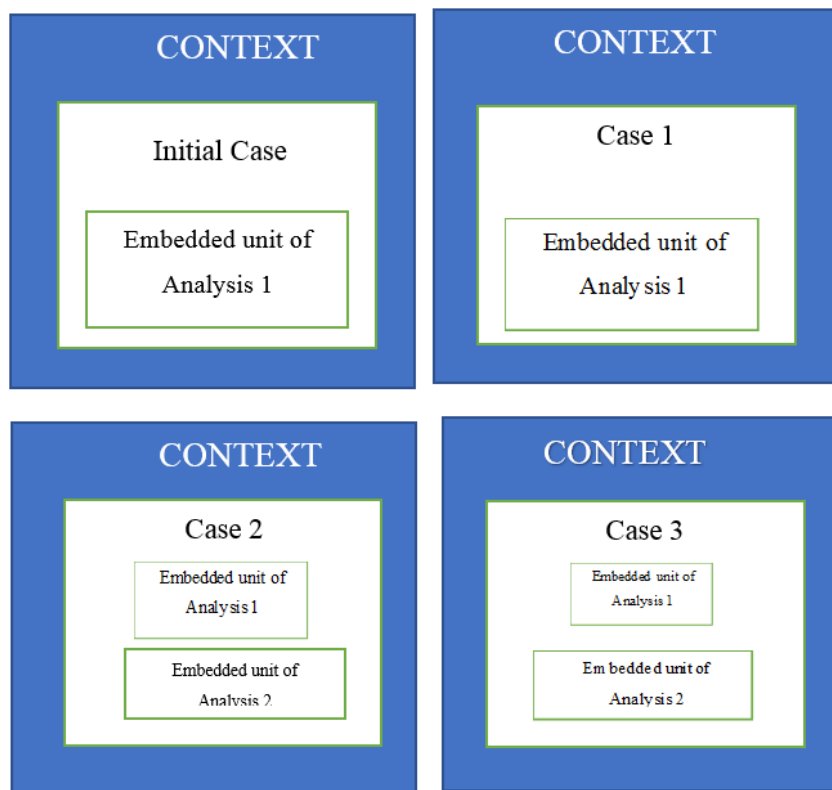 CONTEXT
Initial Case
Embedded unit of
Analysis 1
CONTEXT
Case 1
Embedded unit of
Analysis 1
CONTEXT
Case 2
Embedded unit of
Analysis 1
Embedded unit of
Analysis 2
CONTEXT
Case 3
Embedded unit of
Analysis 1
Embedded unit of
Analysis 2